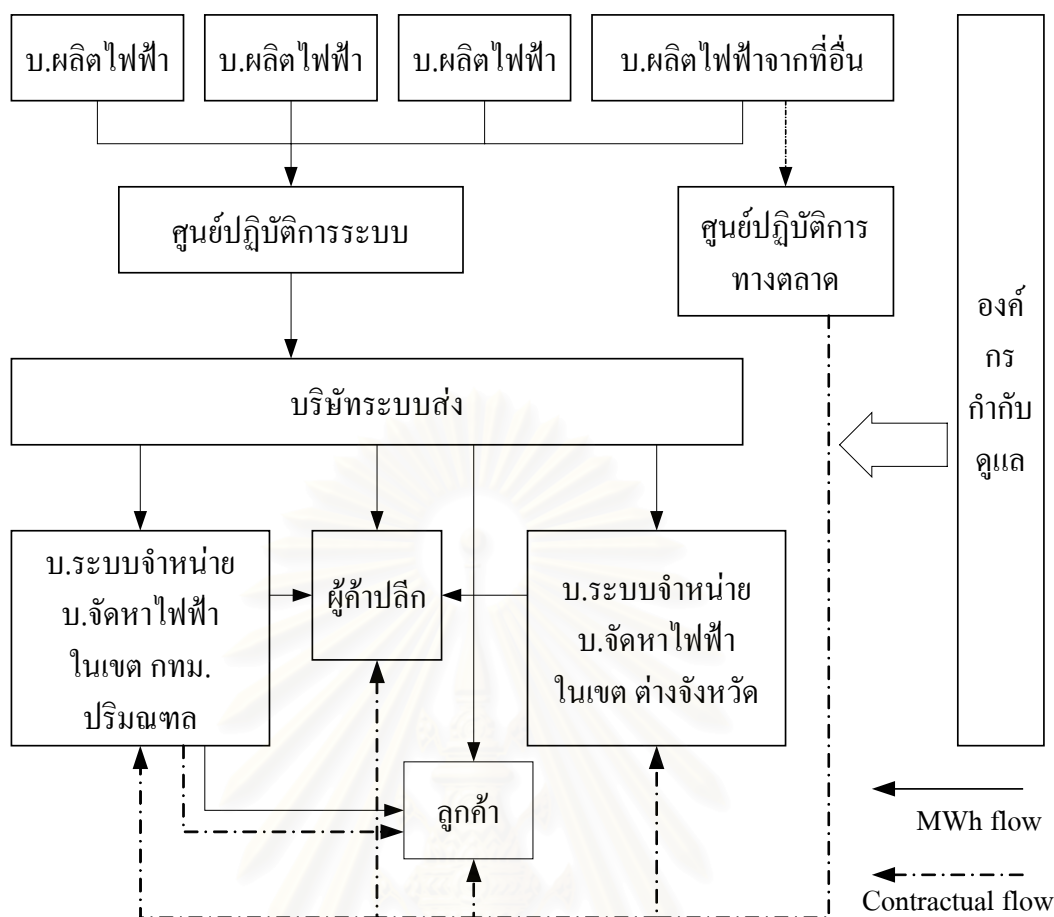 บ.ผลิตไฟฟ้า
บ.ผลิตไฟฟ้า
บ.ผลิตไฟฟ้า
บ.ผลิตไฟฟ้าจากที่อื่น
ศูนย์ปฏิบัติการระบบ
ศูนย์ปฏิบัติการ
ทางตลาด
องค์
กร
กำกับ
ดูแล
บริษัทระบบส่ง
บ.ระบบจำหน่าย
บ.จัดหาไฟฟ้า
ในเขต กทม.
ปริมณฑล
ผู้ค้าปลีก
บ.ระบบจำหน่าย
บ.จัดหาไฟฟ้า
ในเขต ต่างจังหวัด
ลูกค้า
MWh flow
Contractual flow